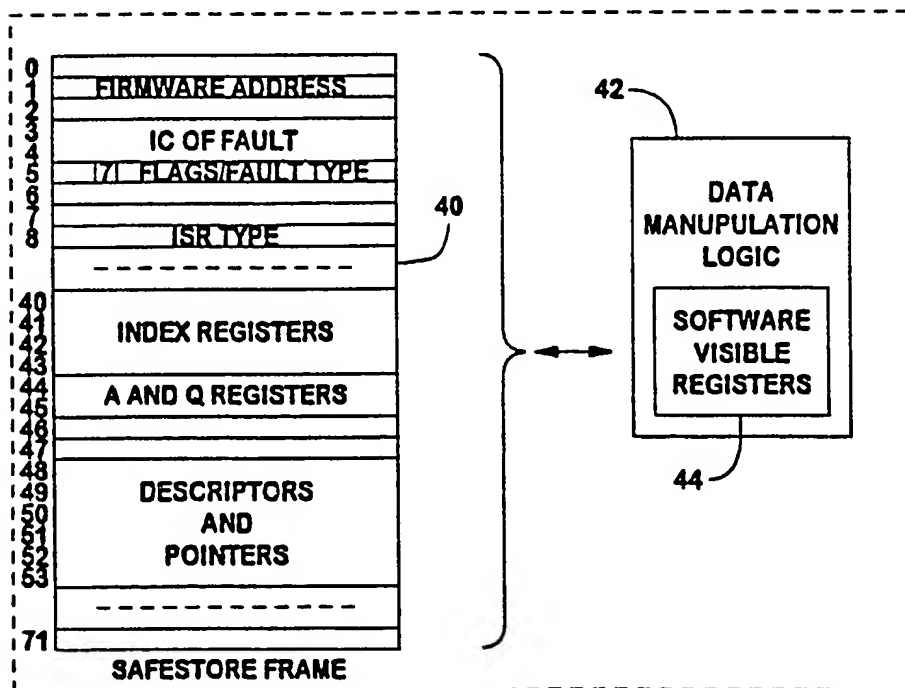 0
1 FIRMWARE ADDRESS
2
3 IC OF FAULT
4
5 [7] FLAGS/FAULT TYPE
6
7
8 ISR TYPE
40
40
41 INDEX REGISTERS
42
43
44 A AND Q REGISTERS
45
46
47
48
49 DESCRIPTORS
50 AND
51 POINTERS
52
53
71
SAFESTORE FRAME
42
DATA
MANUPULATION
LOGIC
SOFTWARE
VISIBLE
REGISTERS
44